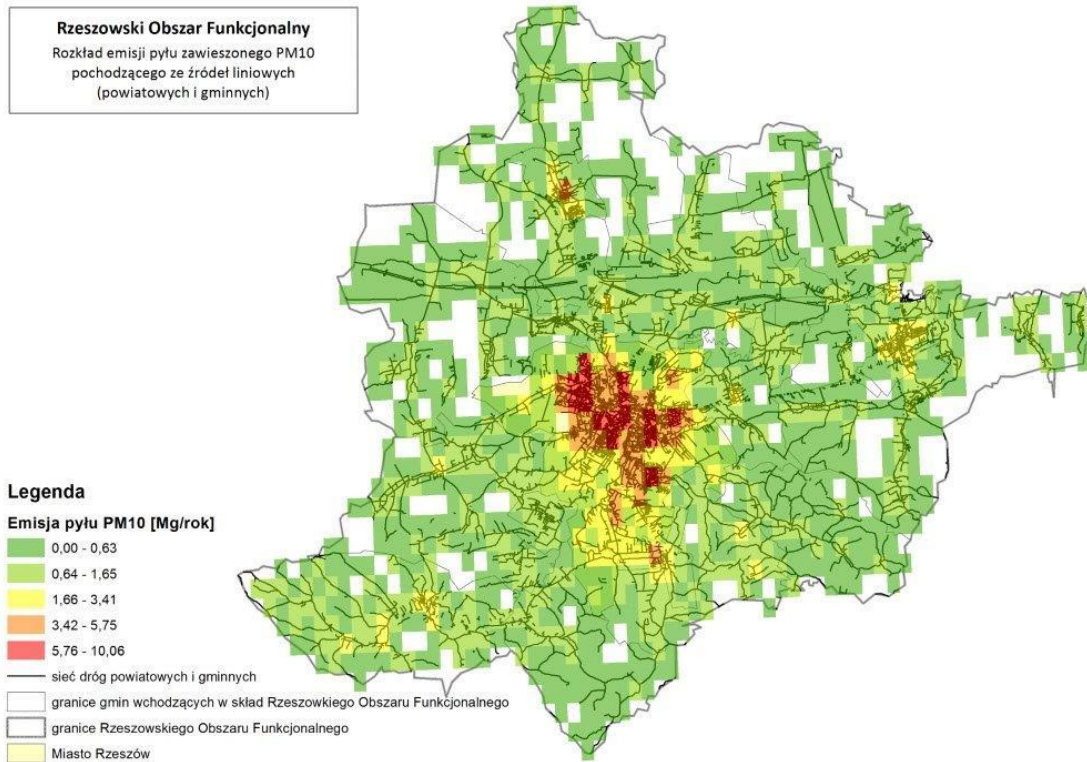 Rzeszowski Obszar Funkcjonalny
Rozkład emisji pyłu zawieszonego PM10
pochodzącego ze źródeł liniowych
(powiatowych i gminnych)
Legenda
Emisja pyłu PM10 [Mg/rok]
0,00 - 0,63
0,64 - 1,65
1,66 - 3,41
3,42 - 5,75
5,76 - 10,06
sieć dróg powiatowych i gminnych
granice gmin wchodzących w skład Rzeszowkiego Obszaru Funkcjonalnego
granice Rzeszowskiego Obszaru Funkcjonalnego
Miasto Rzeszów